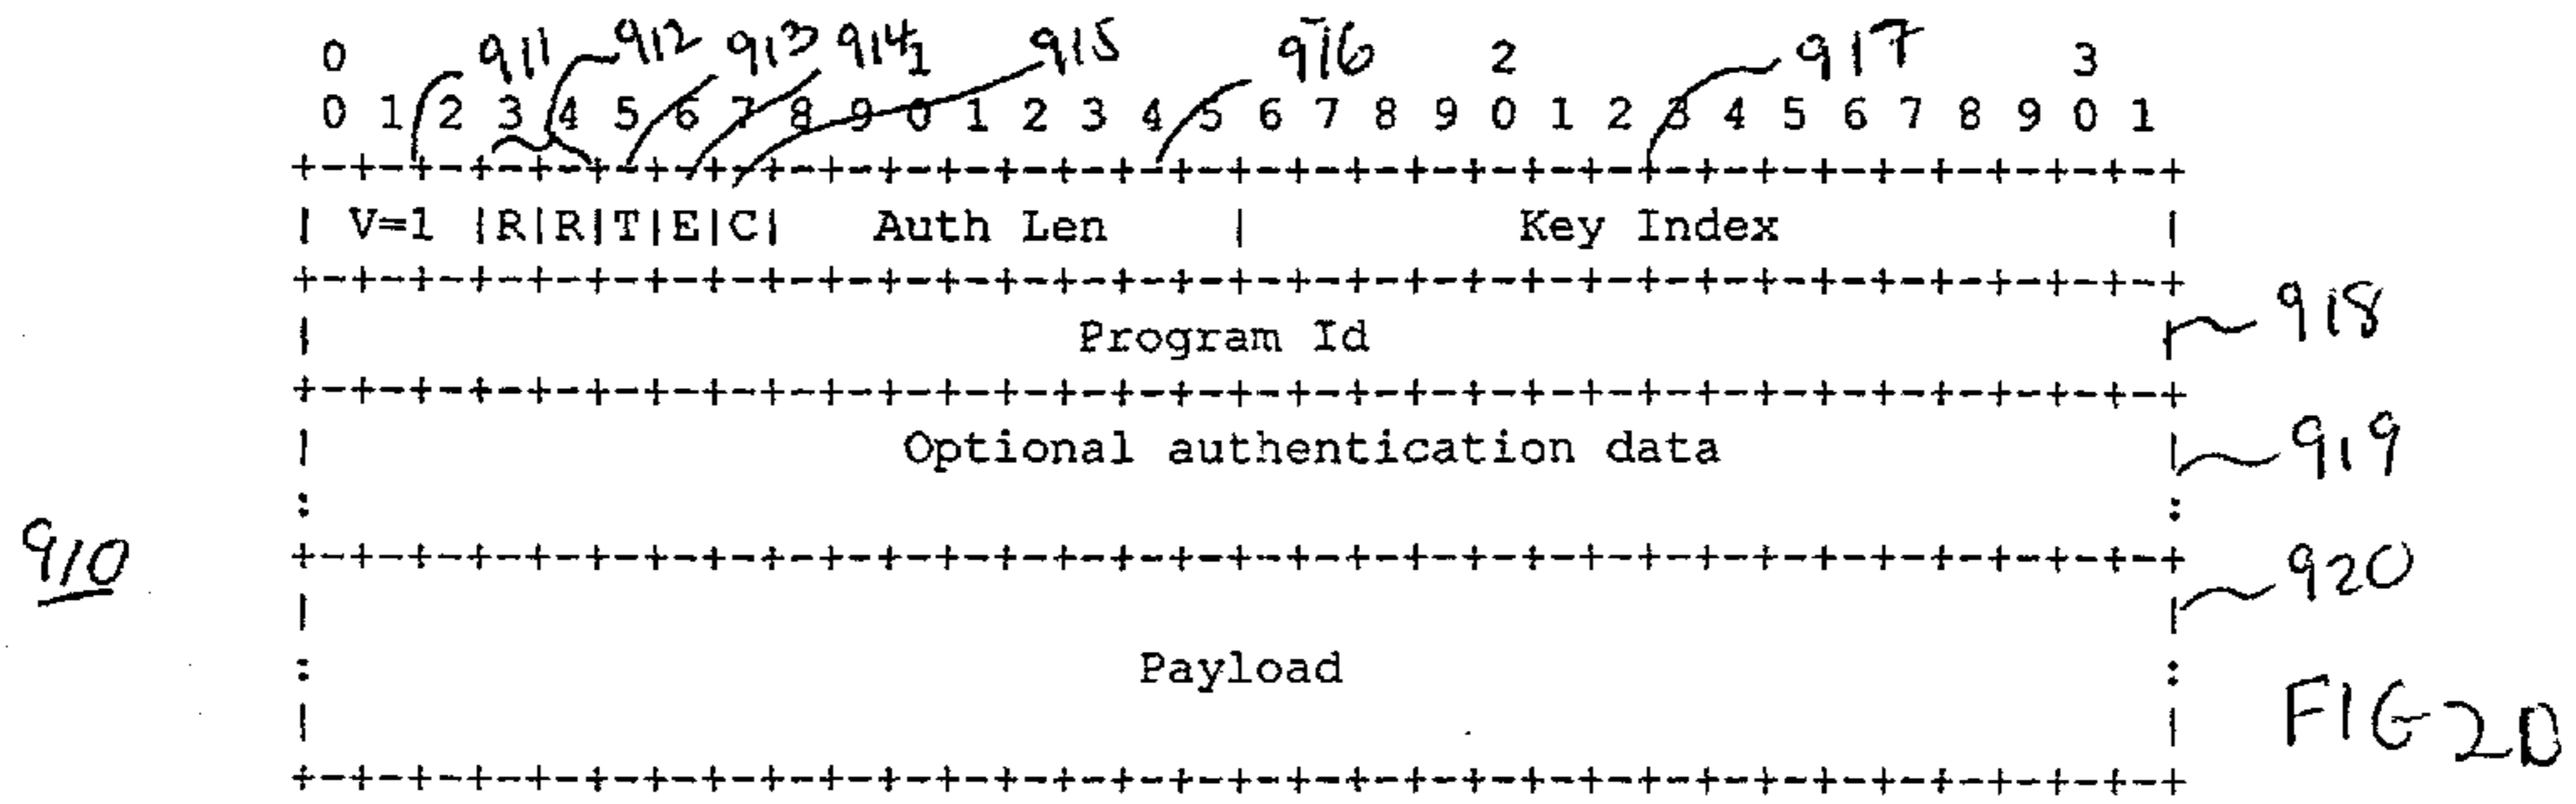 911 912 913 914 915 916 917
0 1 2 3
0 1 2 3 4 5 6 7 8 9 0 1 2 3 4 5 6 7 8 9 0 1 2 3 4 5 6 7 8 9 0 1
+-+-+-+-+-+-+-+-+-+-+-+-+-+-+-+-+-+-+-+-+-+-+-+-+-+-+-+-+-+-+-+-+
| V=1 |R|R|T|E|C| Auth Len | Key Index |
+-+-+-+-+-+-+-+-+-+-+-+-+-+-+-+-+-+-+-+-+-+-+-+-+-+-+-+-+-+-+-+-+
| Program Id | 918
+-+-+-+-+-+-+-+-+-+-+-+-+-+-+-+-+-+-+-+-+-+-+-+-+-+-+-+-+-+-+-+-+
| Optional authentication data | 919
: :
910
+-+-+-+-+-+-+-+-+-+-+-+-+-+-+-+-+-+-+-+-+-+-+-+-+-+-+-+-+-+-+-+-+
| | 920
: Payload :
| | FIG 2D
+-+-+-+-+-+-+-+-+-+-+-+-+-+-+-+-+-+-+-+-+-+-+-+-+-+-+-+-+-+-+-+-+